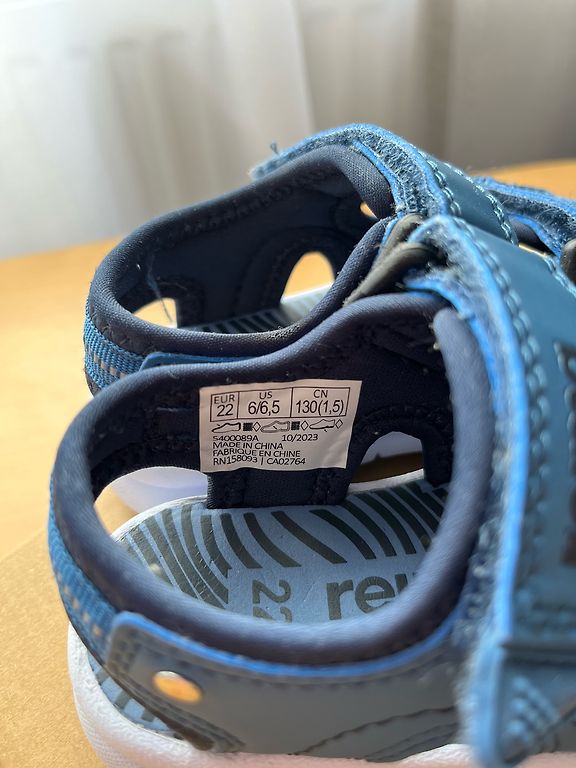 EUR US CN
22 6/6,5 130(1,5)
5400089A 10/2023
MADE IN CHINA
FABRIQUE EN CHINE
RN158093 | CA02764
22